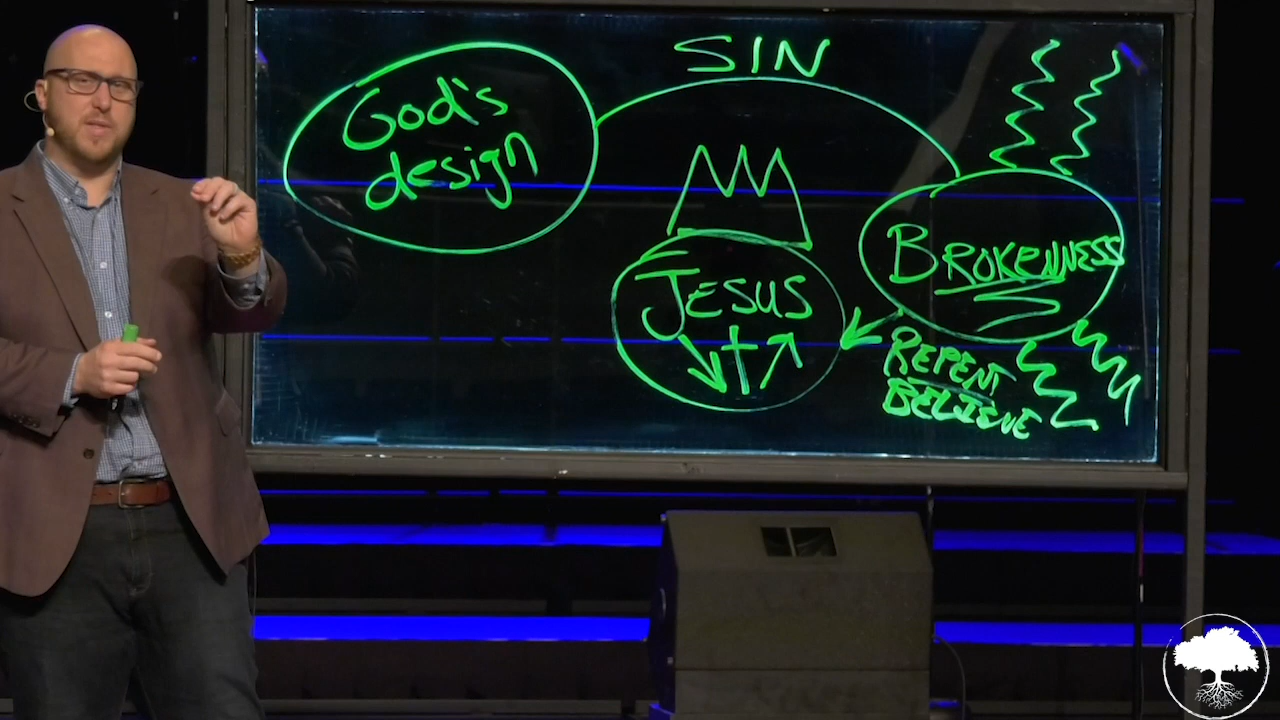 SIN
God's
design
BROKENNESS
JESUS
REPENT
BELIEVE